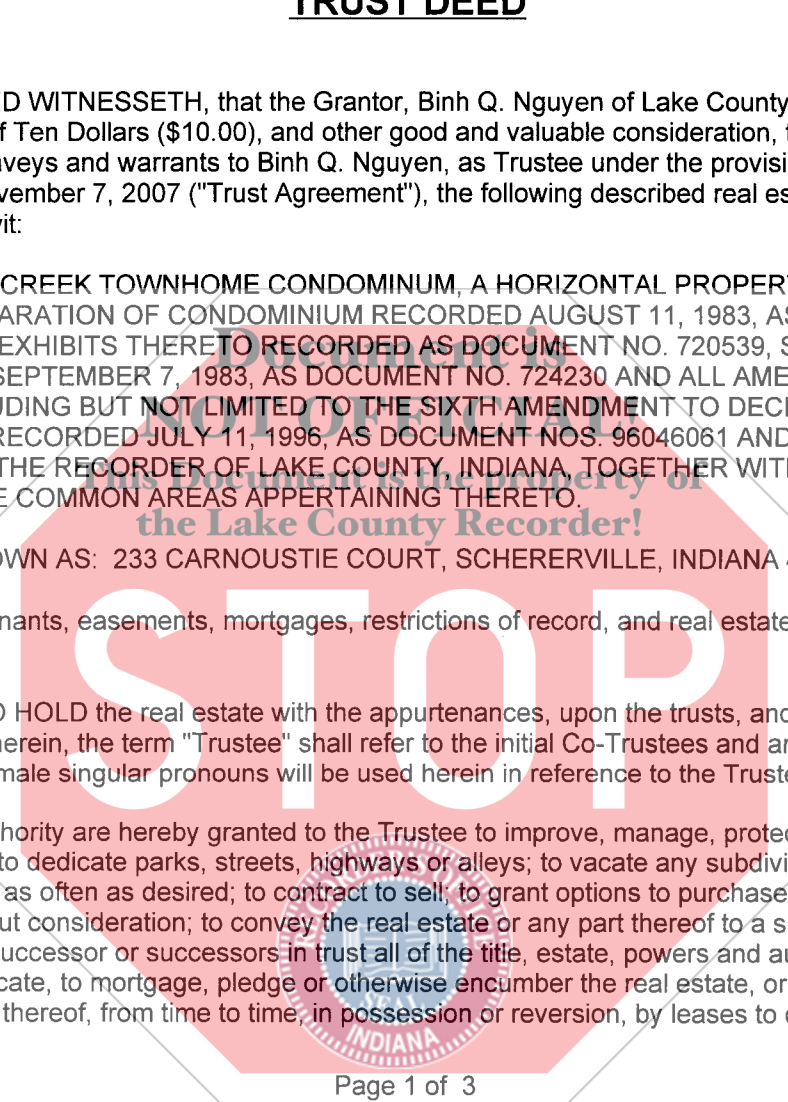 TRUST DEED
ED WITNESSETH, that the Grantor, Binh Q. Nguyen of Lake County
f Ten Dollars ($10.00), and other good and valuable consideration,
nveys and warrants to Binh Q. Nguyen, as Trustee under the provisi
vember 7, 2007 ("Trust Agreement"), the following described real es
vit:
CREEK TOWNHOME CONDOMINUM, A HORIZONTAL PROPERT
ARATION OF CONDOMINIUM RECORDED AUGUST 11, 1983, AS
EXHIBITS THERETO RECORDED AS DOCUMENT NO. 720539, S
SEPTEMBER 7, 1983, AS DOCUMENT NO. 724230 AND ALL AME
UDING BUT NOT LIMITED TO THE SIXTH AMENDMENT TO DECL
RECORDED JULY 11, 1996, AS DOCUMENT NOS. 96046061 AND
THE RECORDER OF LAKE COUNTY, INDIANA, TOGETHER WITH
E COMMON AREAS APPERTAINING THERETO.
Document is
NOT OFFICIAL!
This Document is the property of
the Lake County Recorder!
OWN AS: 233 CARNOUSTIE COURT, SCHERERVILLE, INDIANA 4
nants, easements, mortgages, restrictions of record, and real estate
STOP
O HOLD the real estate with the appurtenances, upon the trusts, and
herein, the term "Trustee" shall refer to the initial Co-Trustees and an
male singular pronouns will be used herein in reference to the Truste
hority are hereby granted to the Trustee to improve, manage, protec
to dedicate parks, streets, highways or alleys; to vacate any subdivi
as often as desired; to contract to sell; to grant options to purchase
ut consideration; to convey the real estate or any part thereof to a s
uccessor or successors in trust all of the title, estate, powers and au
cate, to mortgage, pledge or otherwise encumber the real estate, or
thereof, from time to time, in possession or reversion, by leases to c
SEAL
INDIANA
Page 1 of 3